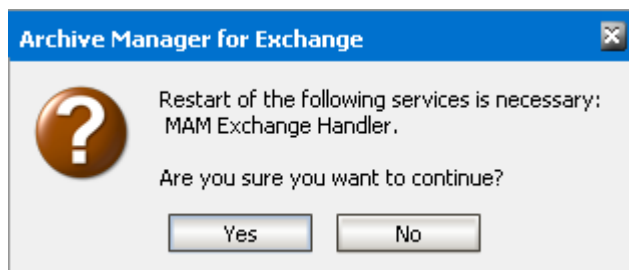 Archive Manager for Exchange
Restart of the following services is necessary:
MAM Exchange Handler.
Are you sure you want to continue?
Yes No